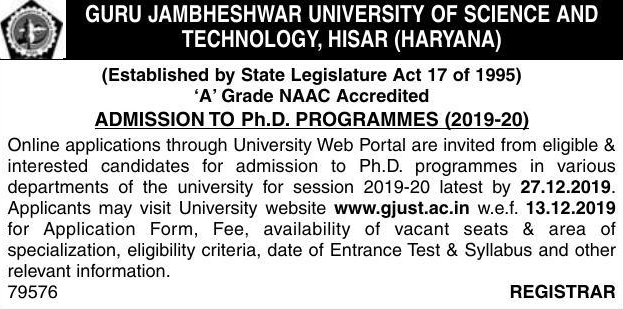 GURU JAMBHESHWAR UNIVERSITY OF SCIENCE AND
TECHNOLOGY, HISAR (HARYANA)
(Established by State Legislature Act 17 of 1995)
‘A’ Grade NAAC Accredited
ADMISSION TO Ph.D. PROGRAMMES (2019-20)
Online applications through University Web Portal are invited from eligible &
interested candidates for admission to Ph.D. programmes in various
departments of the university for session 2019-20 latest by 27.12.2019.
Applicants may visit University website www.gjust.ac.in w.e.f. 13.12.2019
for Application Form, Fee, availability of vacant seats & area of
specialization, eligibility criteria, date of Entrance Test & Syllabus and other
relevant information.
79576 REGISTRAR